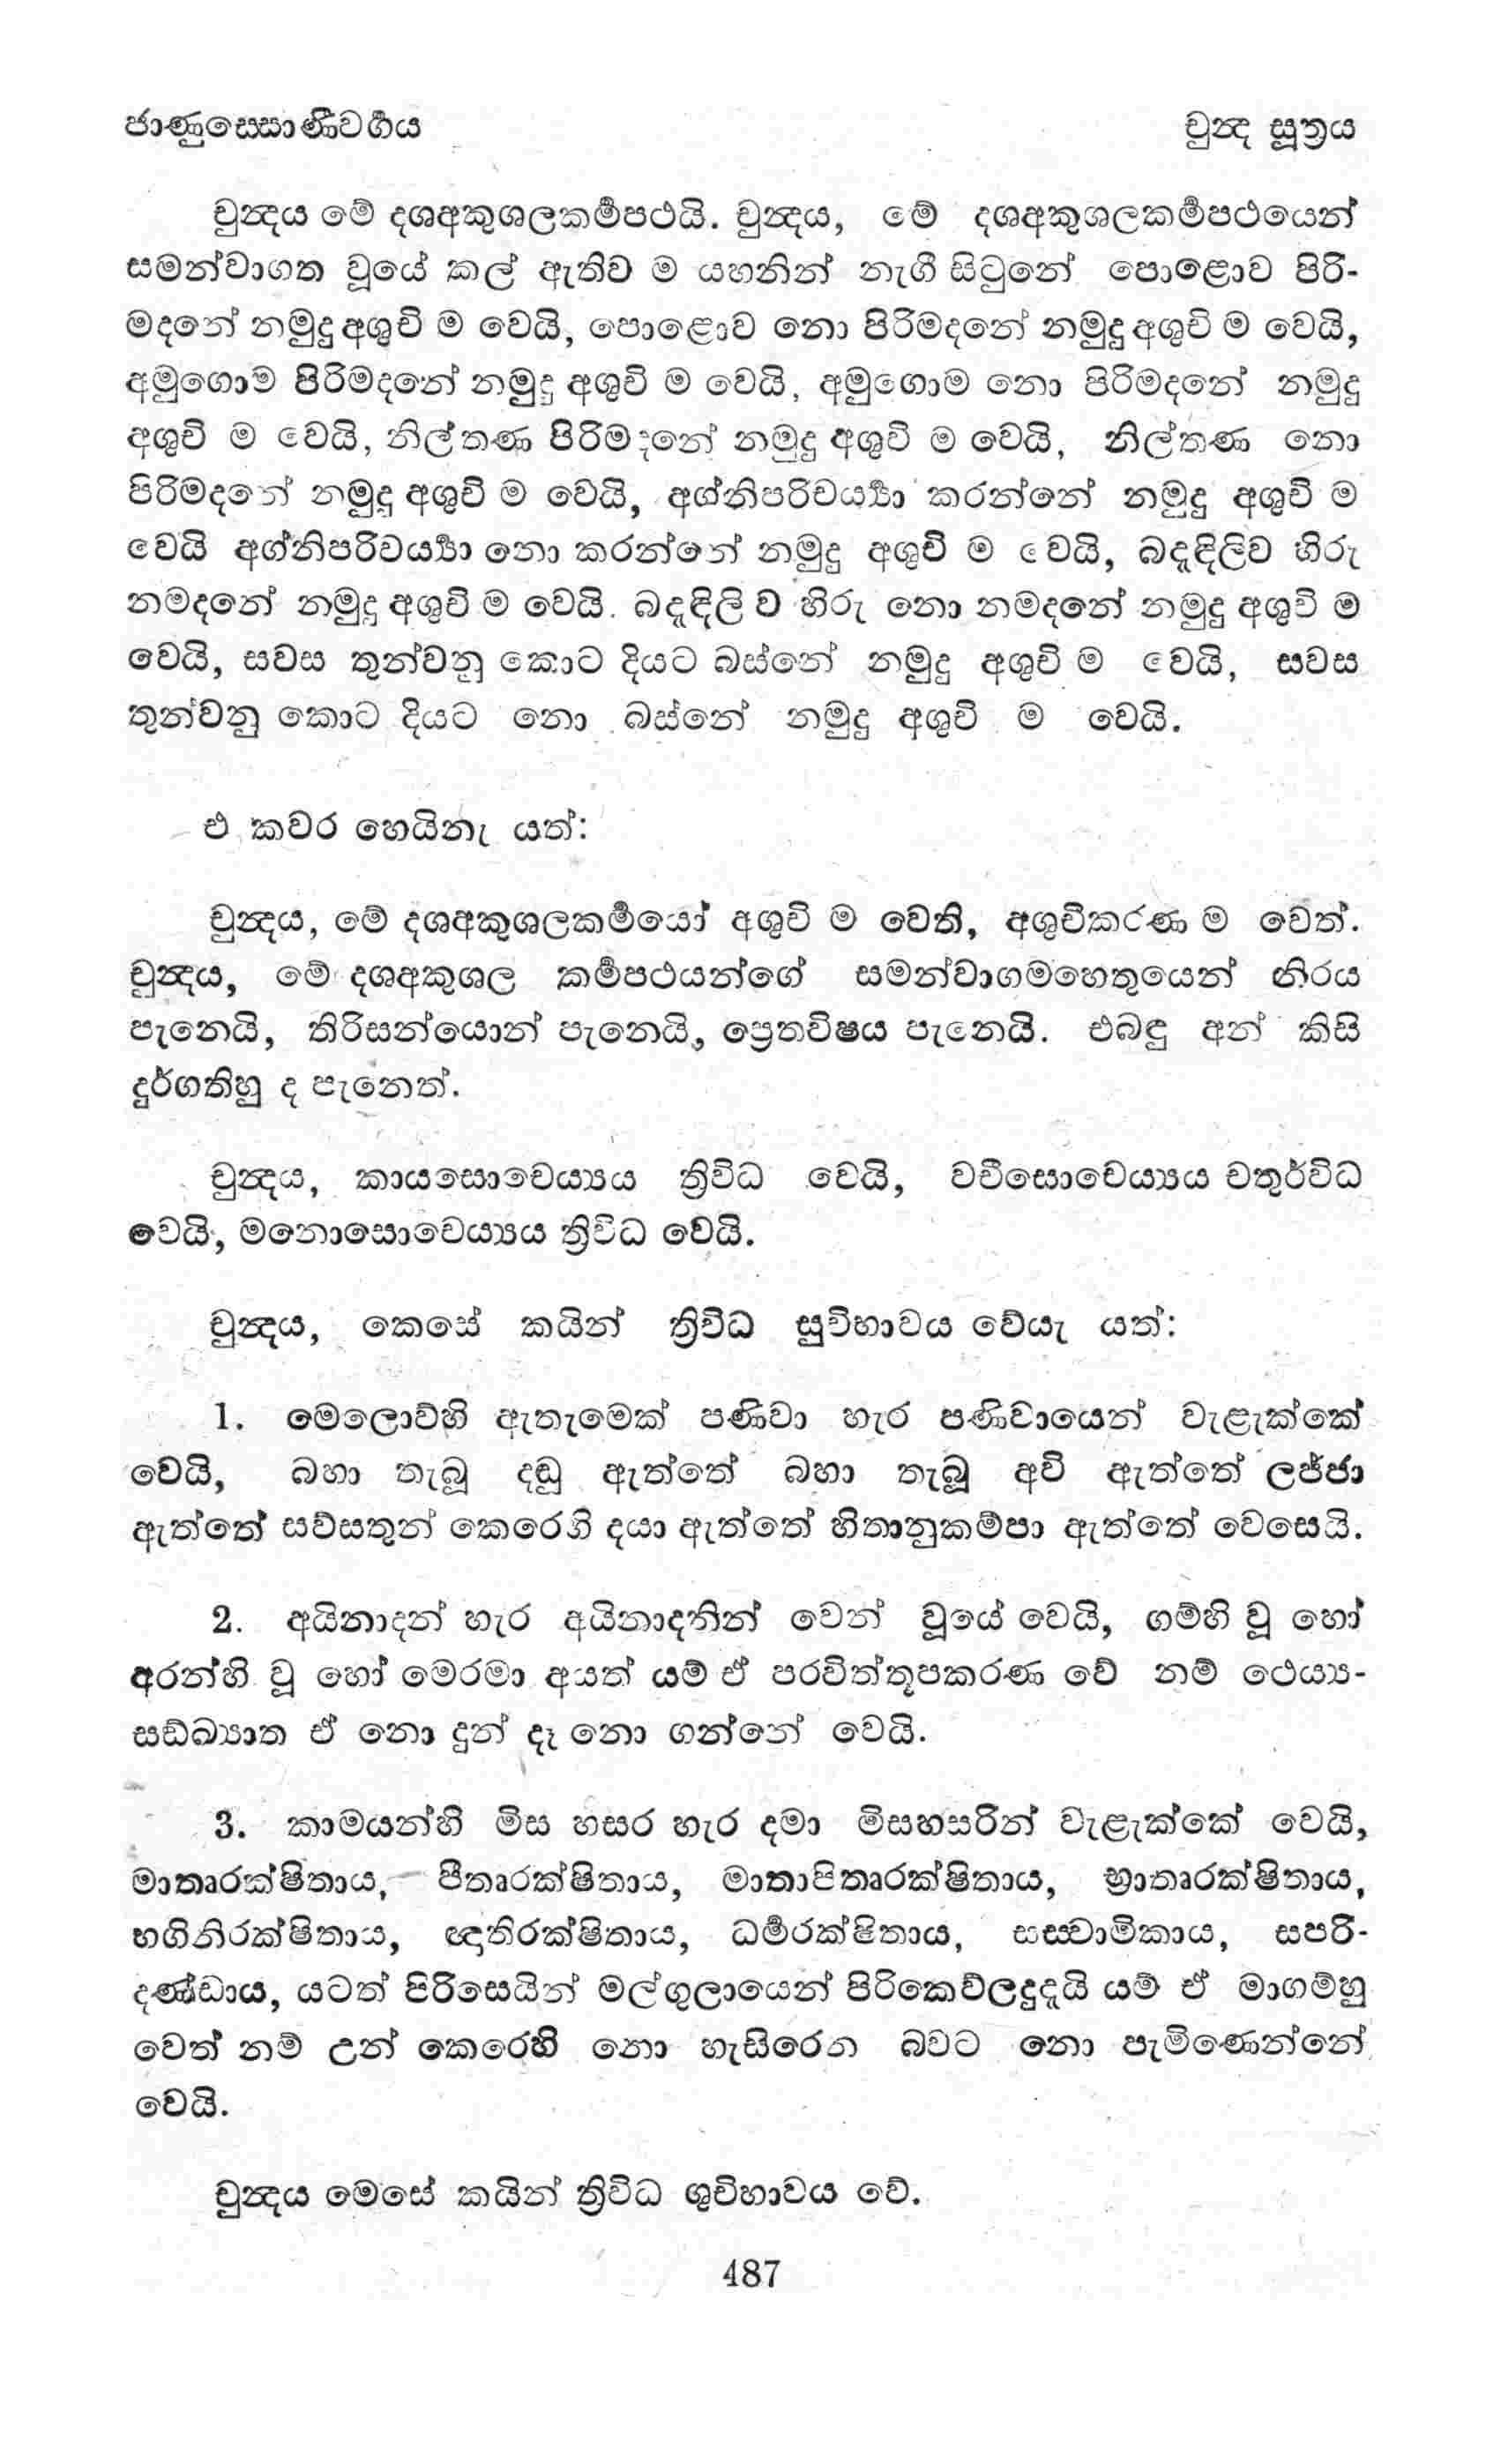 ජාණුස්සොණිවර්‍ගය
චුන්‍ද සූත්‍රය
චුන්‍දය මේ දශඅකුශලකර්‍මපථයි. චුන්‍දය, මේ දශඅකුශලකර්‍මපථයෙන්
සමන්වාගත වූයේ කල් ඇතිව ම යහනින් නැගී සිටුනේ පොළොව පිරි-
මදනේ නමුදු අශුචි ම වෙයි, පොළොව නො පිරිමදනේ නමුදු අශුචි ම වෙයි,
අමුගොම පිරිමදනේ නමුදු අශුචි ම වෙයි, අමුගොම නො පිරිමදනේ නමුදු
අශුචි ම වෙයි, නිල්තණ පිරිමදනේ නමුදු අශුචි ම වෙයි, නිල්තණ නො
පිරිමදනේ නමුදු අශුචි ම වෙයි, අග්නිපරිචර්‍ය්‍යා කරන්නේ නමුදු අශුචි ම
වෙයි අග්නිපරිචර්‍ය්‍යා නො කරන්නේ නමුදු අශුචි ම වෙයි, බදැඳිලිව හිරු
නමදනේ නමුදු අශුචි ම වෙයි. බදැඳිලි ව හිරු නො නමදනේ නමුදු අශුචි ම
වෙයි, සවස තුන්වනු කොට දියට බස්නේ නමුදු අශුචි ම වෙයි, සවස
තුන්වනු කොට දියට නො බස්නේ නමුදු අශුචි ම වෙයි.
එ කවර හෙයිනැ යත්:
චුන්‍දය, මේ දශඅකුශලකර්‍මයෝ අශුචි ම වෙති, අශුචිකරණ ම වෙත්.
චුන්‍දය, මේ දශඅකුශල කර්‍මපථයන්ගේ සමන්වාගමහෙතුයෙන් නිරය
පැනෙයි, තිරිසන්යොන් පැනෙයි, ප්‍රෙතවිෂය පැනෙයි. එබඳු අන් කිසි
දුර්ගතිහු ද පැනෙත්.
චුන්‍දය, කායසොචෙය්‍යය ත්‍රිවිධ වෙයි, වචීසොචෙය්‍යය චතුර්විධ
වෙයි, මනොසොචෙය්‍යය ත්‍රිවිධ වෙයි.
චුන්‍දය, කෙසේ කයින් ත්‍රිවිධ සුචිභාවය වේයැ යත්:
1. මෙලොව්හි ඇතැමෙක් පණිවා හැර පණිවායෙන් වැළැක්කේ
වෙයි, බහා තැබූ දඬු ඇත්තේ බහා තැබූ අවි ඇත්තේ ලජ්ජා
ඇත්තේ සව්සතුන් කෙරෙහි දයා ඇත්තේ හිතානුකම්පා ඇත්තේ වෙසෙයි.
2. අයිනාදන් හැර අයිනාදනින් වෙන් වූයේ වෙයි, ගම්හි වූ හෝ
අරන්හි වූ හෝ මෙරමා අයත් යම් ඒ පරවිත්තූපකරණ වේ නම් ථෙය්‍ය-
සඞ්ඛ්‍යාත ඒ නො දුන් දෑ නො ගන්නේ වෙයි.
3. කාමයන්හි මිස හසර හැර දමා මිසහසරින් වැළැක්කේ වෙයි,
මාතෘරක්ෂිතාය, පීතෘරක්ෂිතාය, මාතාපිතෘරක්ෂිතාය, භ්‍රාතෘරක්ෂිතාය,
භගිනිරක්ෂිතාය, ඥාතිරක්ෂිතාය, ධර්‍මරක්ෂිතාය, සස්වාමිකාය, සපරි-
දණ්ඩාය, යටත් පිරිසෙයින් මල්ගුලායෙන් පිරිකෙව්ලදුදැයි යම් ඒ මාගම්හු
වෙත් නම් උන් කෙරෙහි නො හැසිරෙන බවට නො පැමිණෙන්නේ
වෙයි.
චුන්‍දය මෙසේ කයින් ත්‍රිවිධ ශුචිභාවය වේ.
487